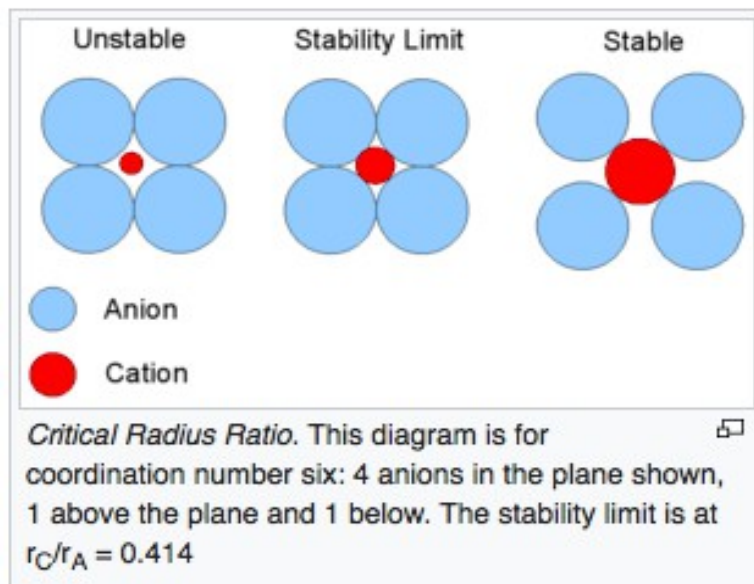 Unstable Stability Limit Stable
Anion
Cation
Critical Radius Ratio. This diagram is for
coordination number six: 4 anions in the plane shown,
1 above the plane and 1 below. The stability limit is at
rC/rA = 0.414